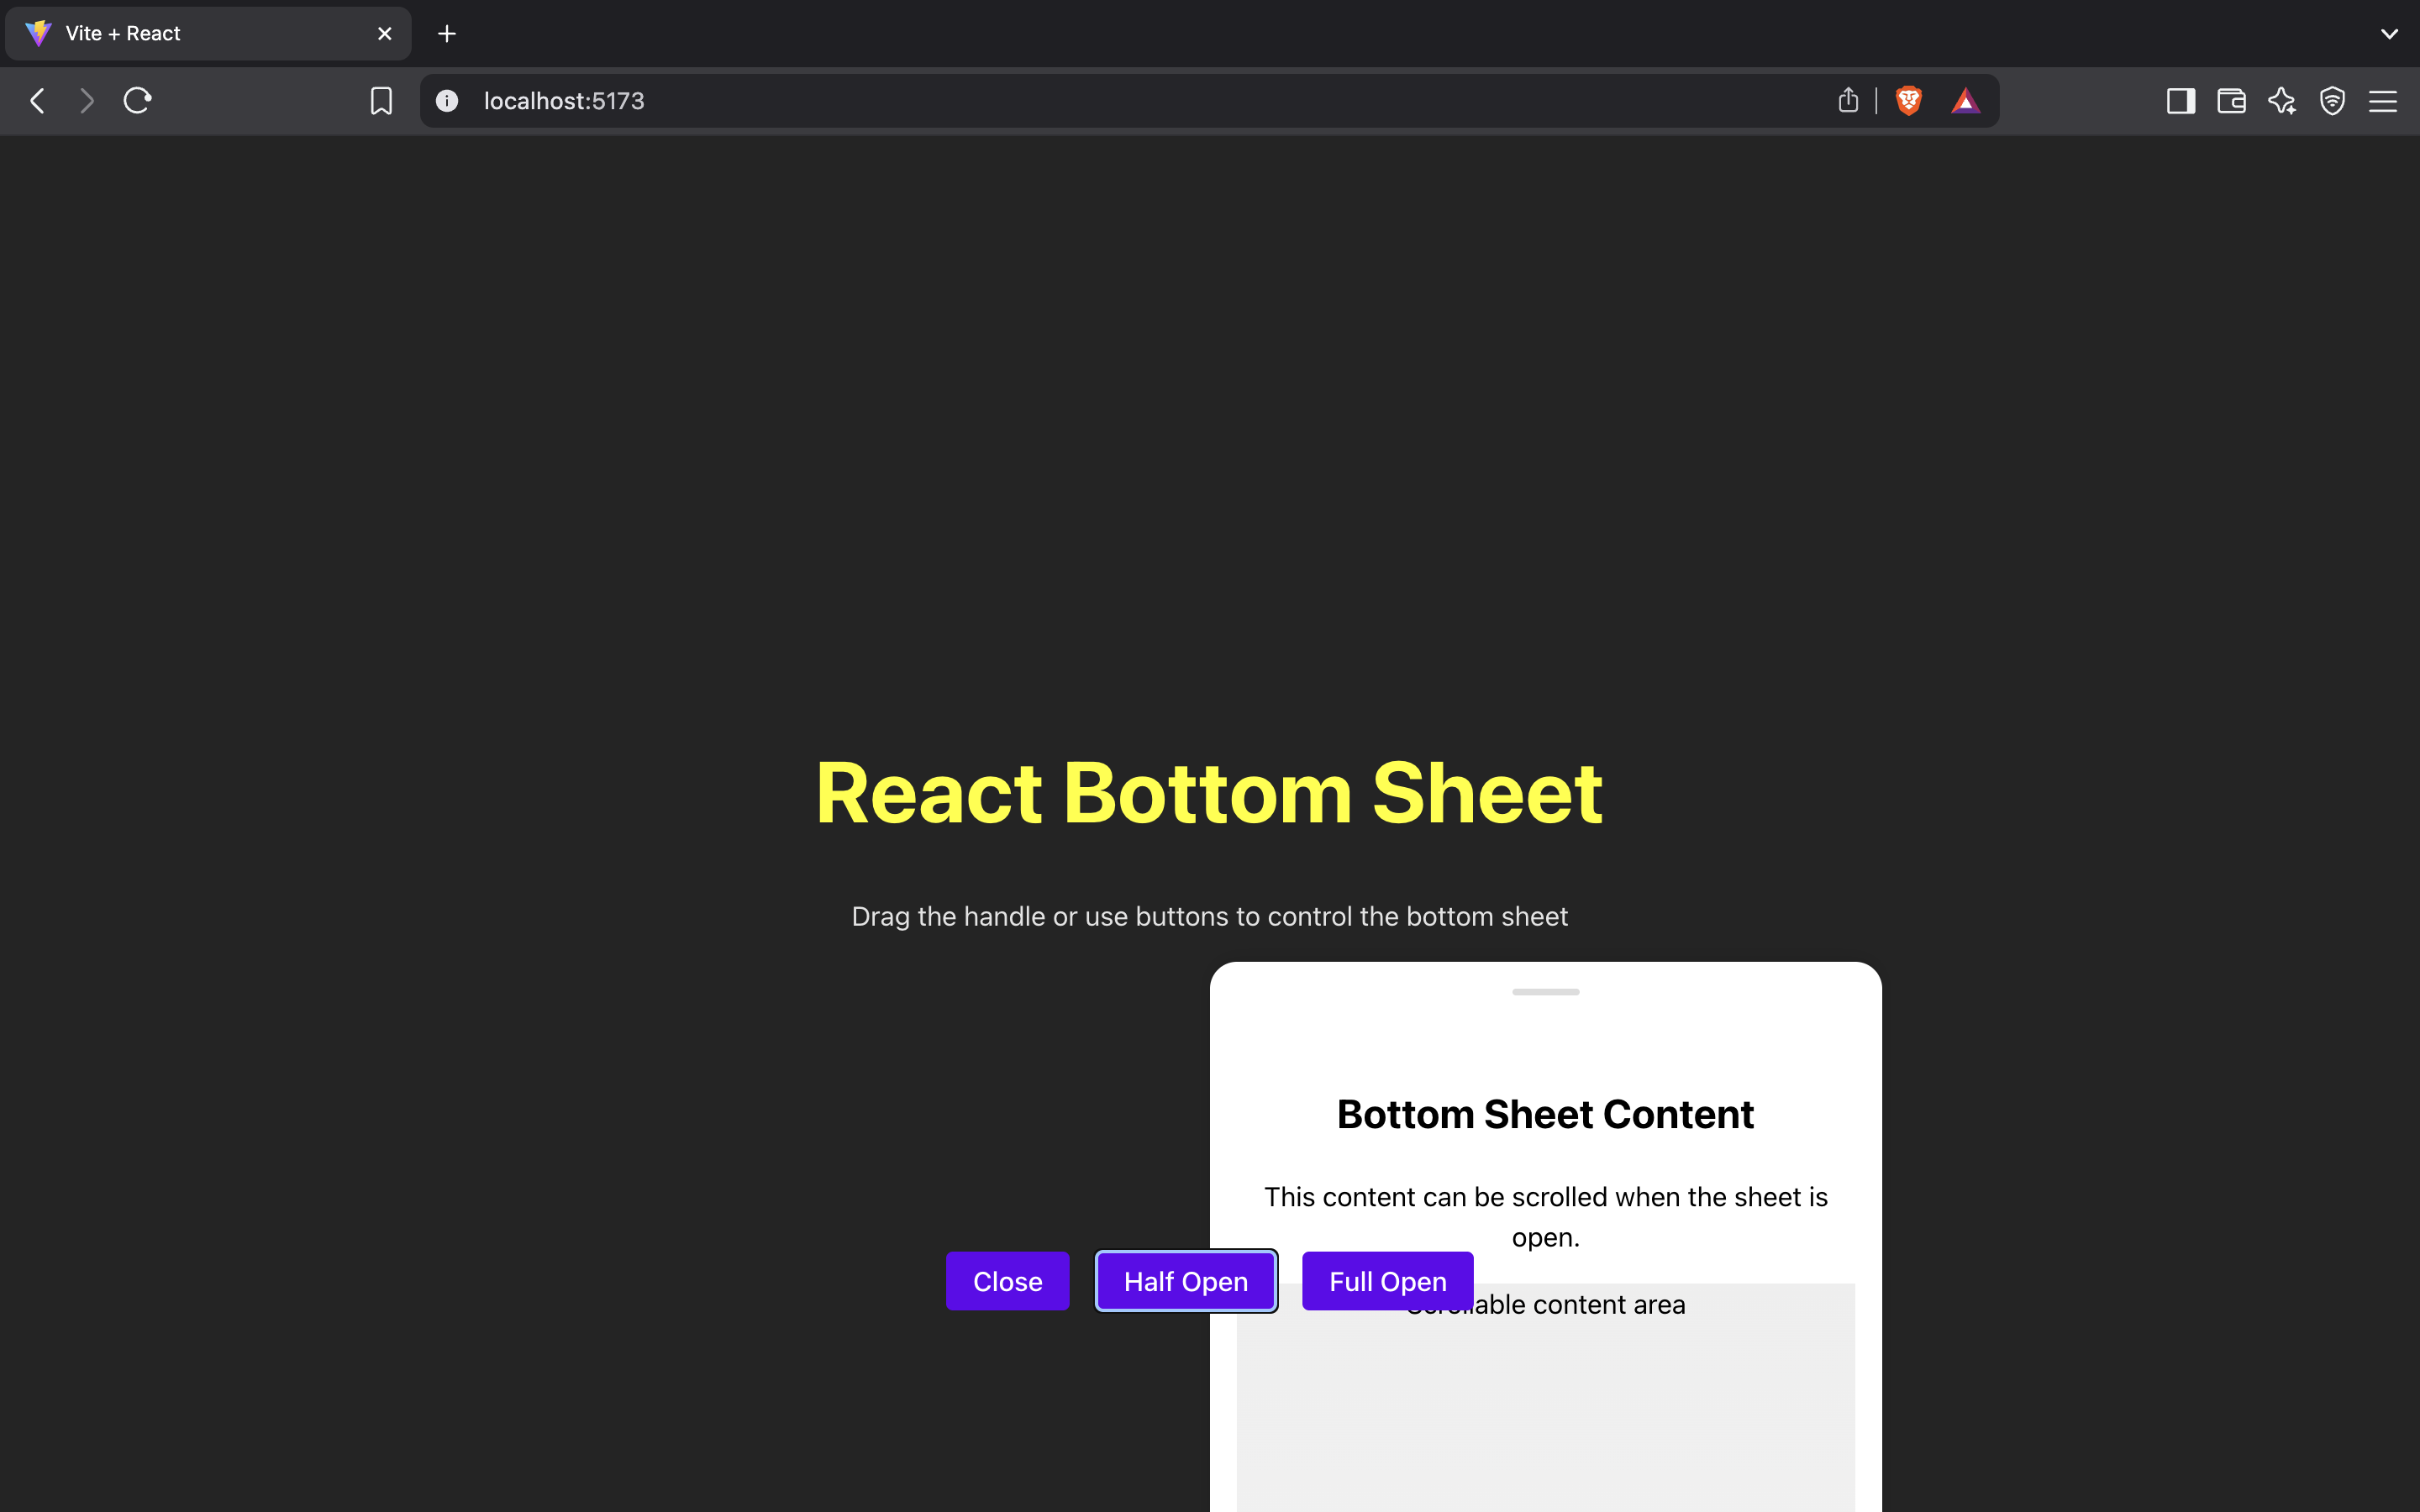 Vite + React
localhost:5173
React Bottom Sheet
Drag the handle or use buttons to control the bottom sheet
Bottom Sheet Content
This content can be scrolled when the sheet is
open.
Close
Half Open
Full Open
content area